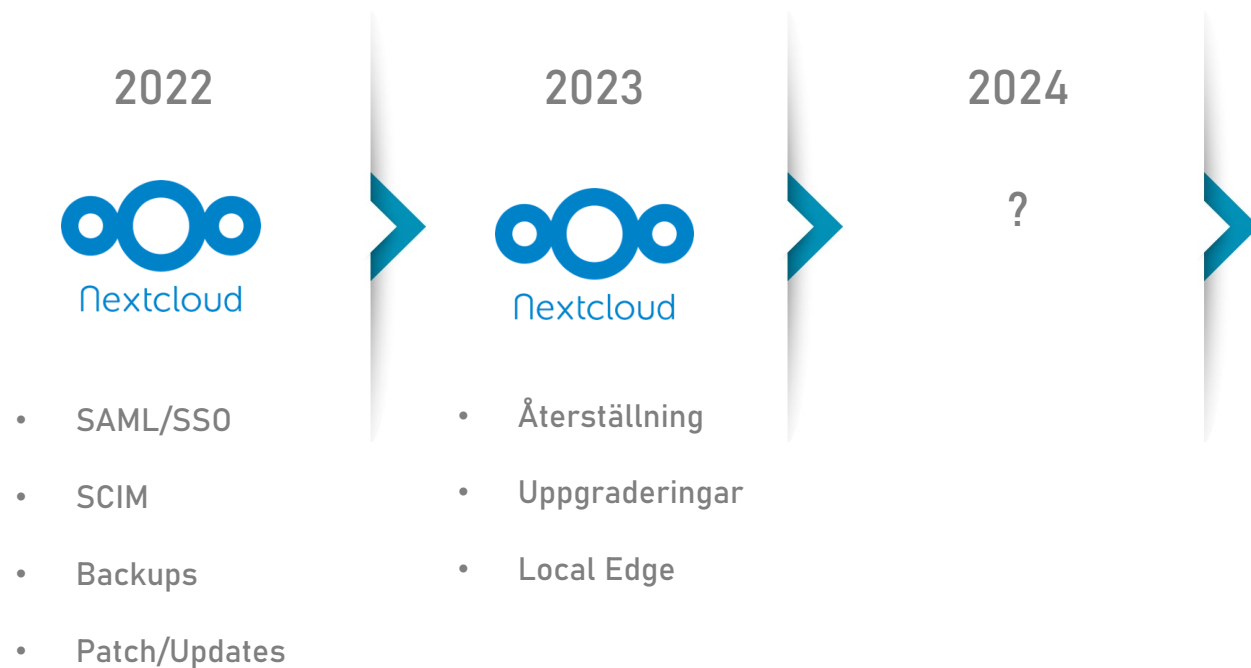 2022
Nextcloud
• SAML/SSO
• SCIM
• Backups
• Patch/Updates
2023
Nextcloud
• Återställning
• Uppgraderingar
• Local Edge
2024
?